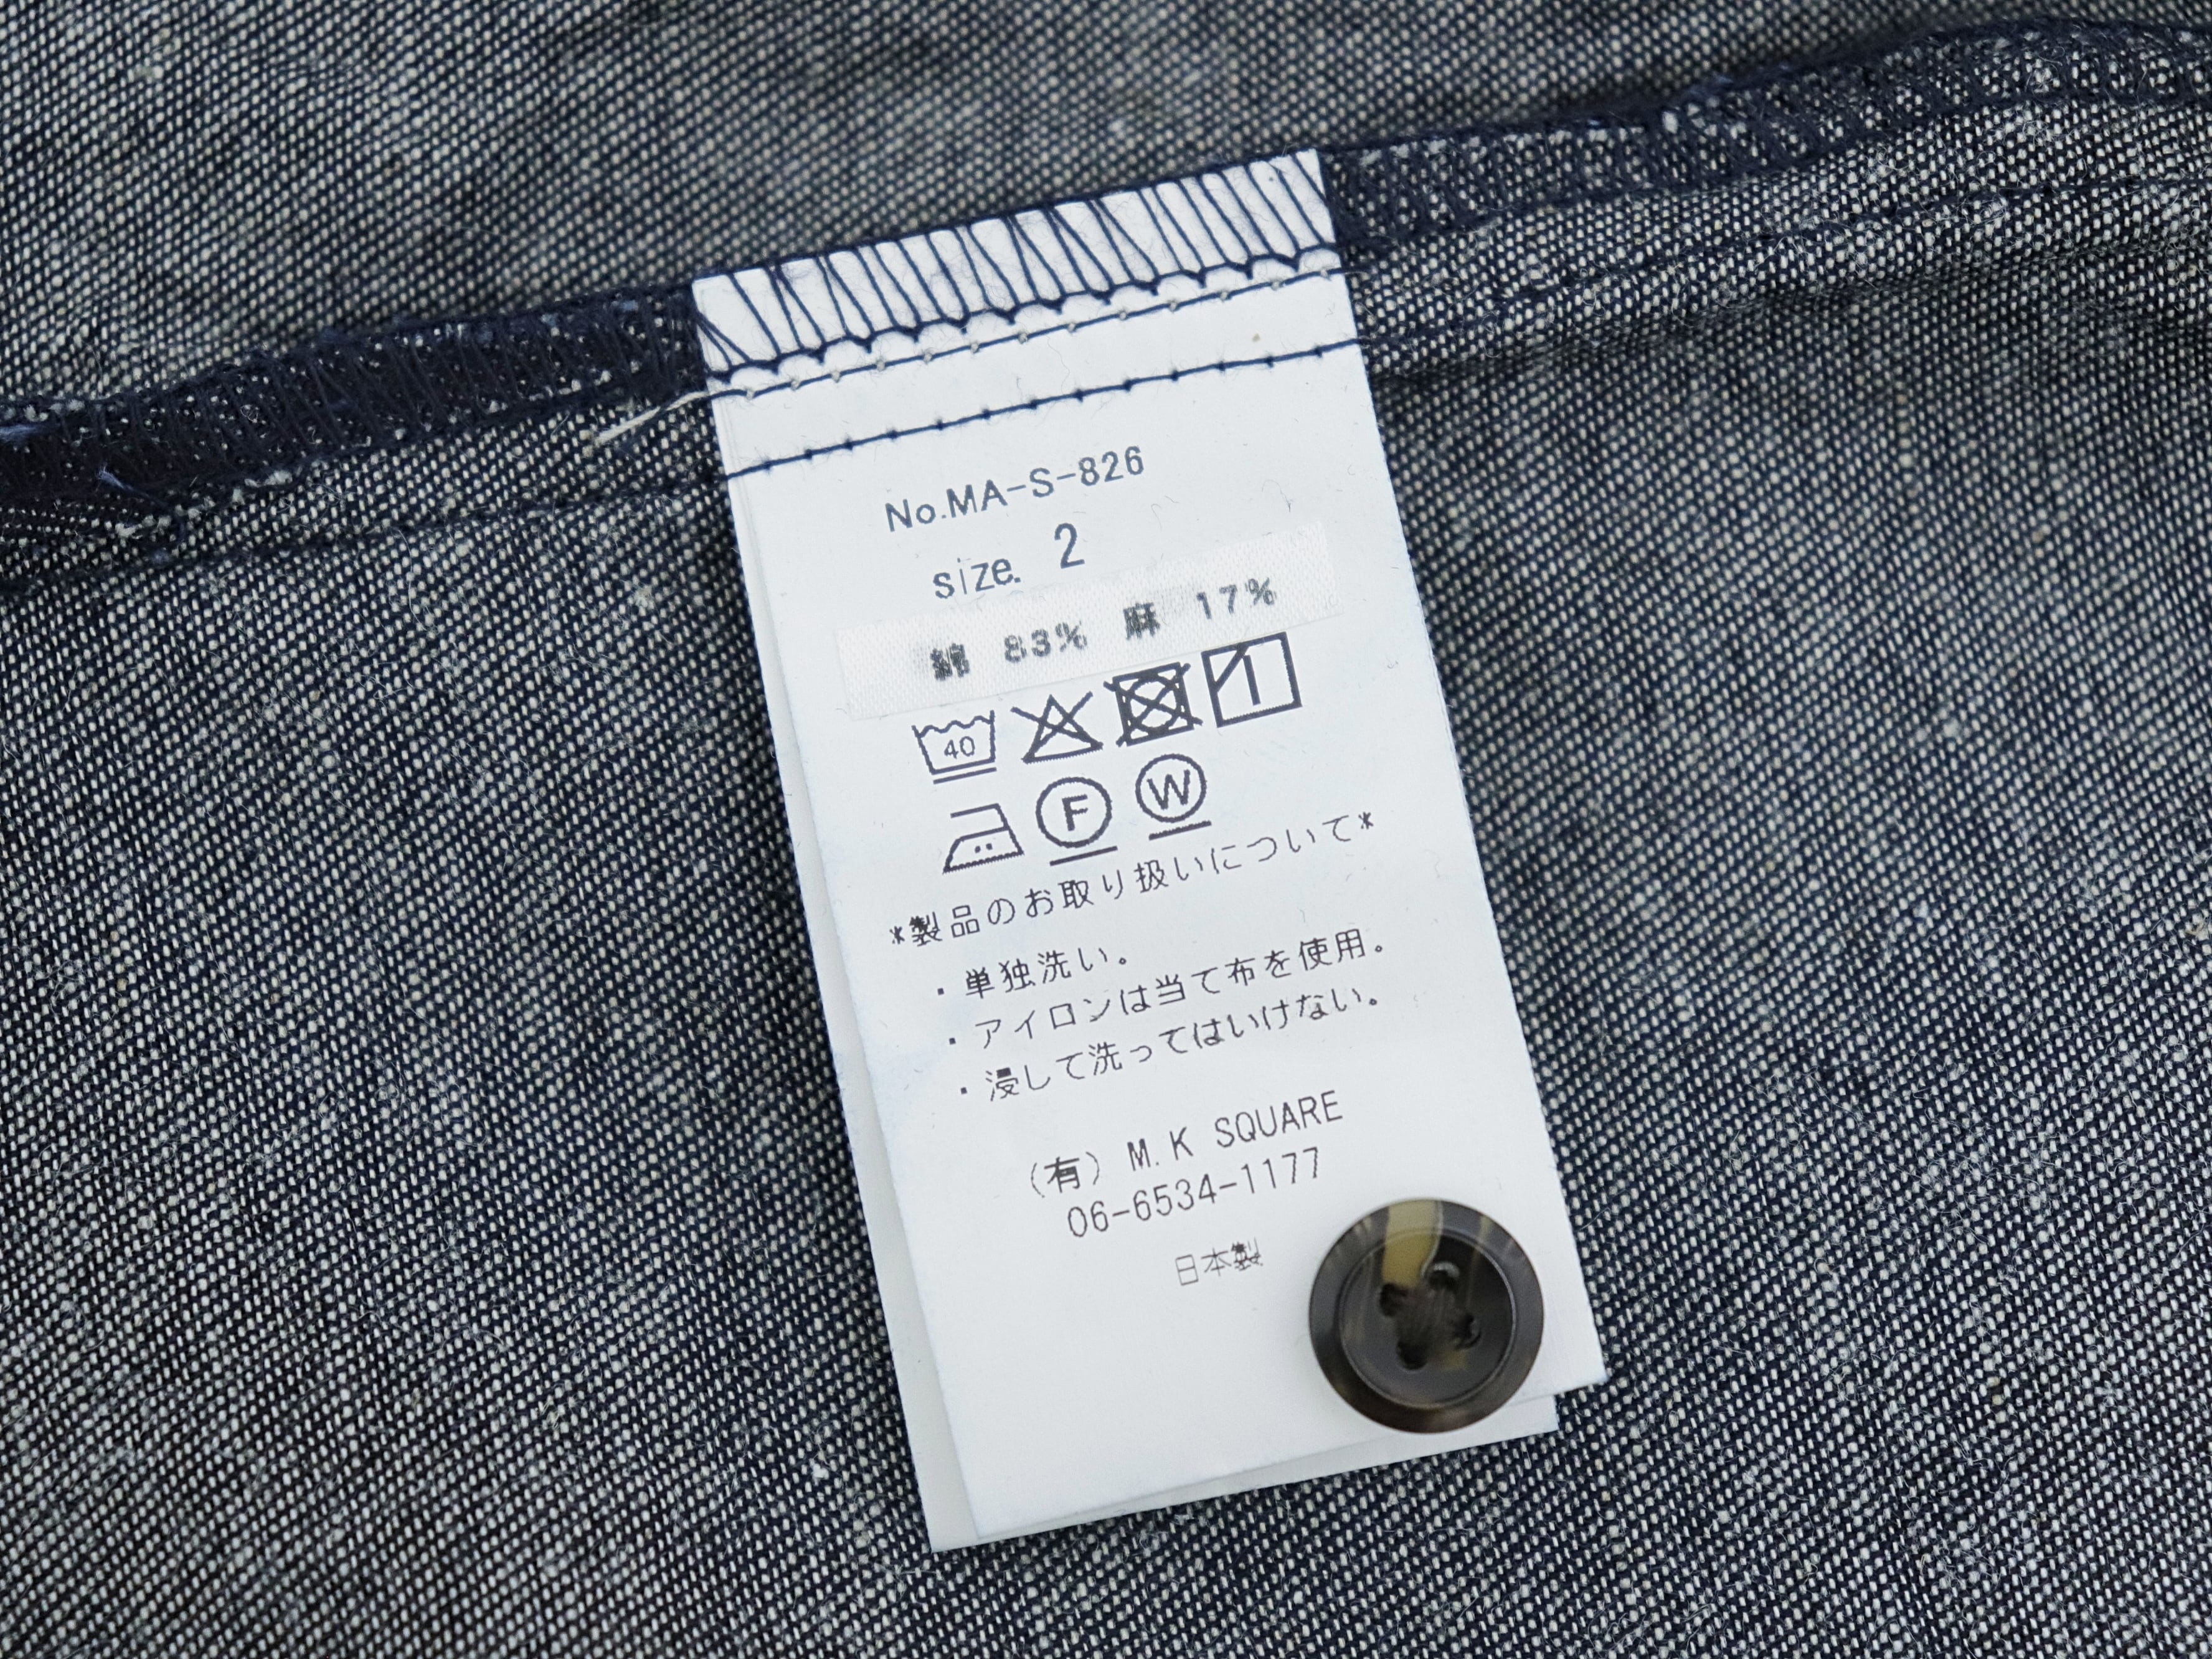 No.MA-S-826
size. 2
綿 83% 麻 17%
40
F W
*製品のお取り扱いについて*
・単独洗い。
・アイロンは当て布を使用。
・浸して洗ってはいけない。
(有) M.K SQUARE
06-6534-1177
日本製